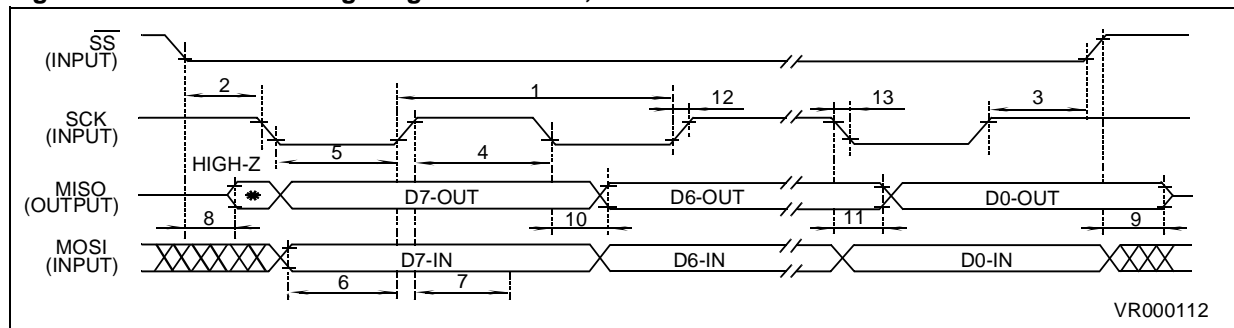 SS
(INPUT)
2
1
12
13
3
SCK
(INPUT)
5
4
HIGH-Z
MISO
(OUTPUT)
*
D7-OUT
D6-OUT
D0-OUT
8
10
11
9
MOSI
(INPUT)
D7-IN
D6-IN
D0-IN
6
7
VR000112